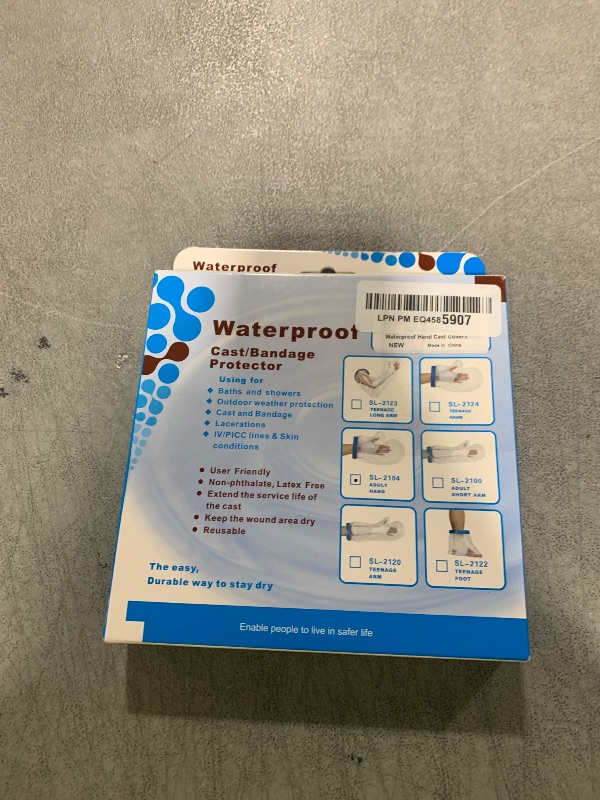 Waterproof
LPN PM EQ4585907
Waterproof Hand Cast Covers
NEW
Made in China
Waterproof
Cast/Bandage
Protector
Using for
Baths and showers
Outdoor weather protection
Cast and Bandage
Lacerations
IV/PICC lines & Skin
conditions
User Friendly
Non-phthalate, Latex Free
Extend the service life of
the cast
Keep the wound area dry
Reusable
The easy,
Durable way to stay dry
SL-2123
TEENAGE
LONG ARM
SL-2124
TEENAGE
HAND
SL-2104
ADULT
HAND
SL-2109
ADULT
SHORT ARM
SL-2120
TEENAGE
ARM
SL-2122
TEENAGE
FOOT
Enable people to live in safer life